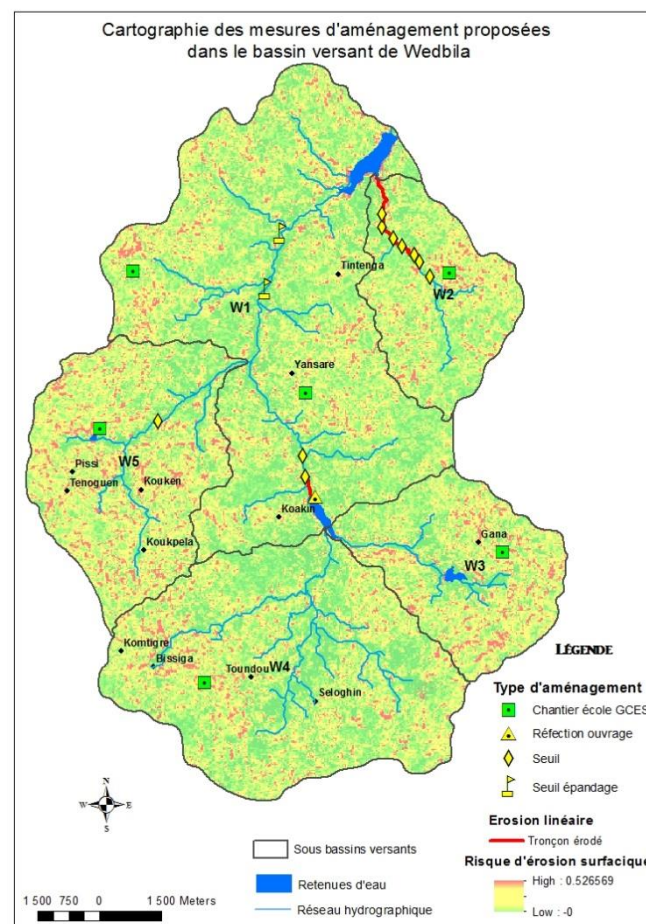 Cartographie des mesures d'aménagement proposées
dans le bassin versant de Wedbila
Tintenga
W2
W1
Yansare
W5
Pissi
Tenoguen
Kouken
Koakin
Koukpela
Gana
W3
Komtigre
Bissiga
Toundou
W4
Seloghin
LÉGENDE
Type d'aménagement
Chantier école GCES
Réfection ouvrage
Seuil
Seuil épandage
Erosion linéaire
Tronçon érodé
Risque d'érosion surfacique
High : 0.526569
Low : -0
N
W E
S
Sous bassins versants
Retenues d'eau
Réseau hydrographique
1 500 750 0 1 500 Meters